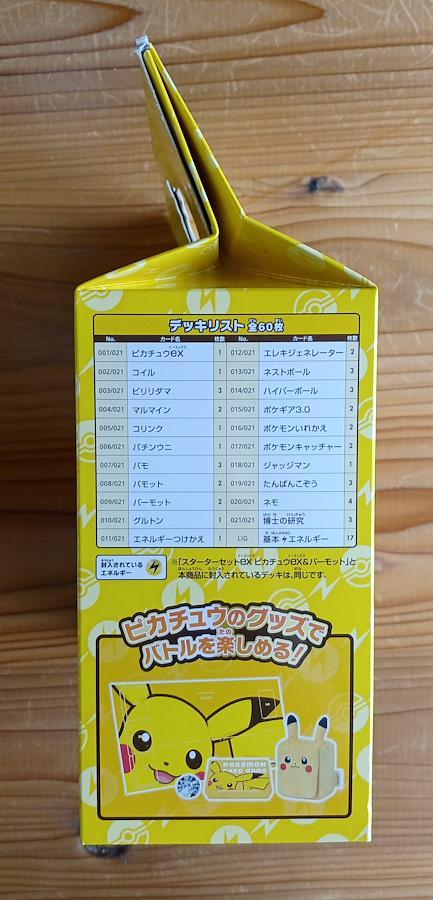 デッキリスト 全60枚
No. カード名 枚数 No. カード名 枚数
001/021 ピカチュウex 1 012/021 エレキジェネレーター 2
002/021 コイル 1 013/021 ネストボール 3
003/021 ビリリダマ 3 014/021 ハイパーボール 3
004/021 マルマイン 2 015/021 ポケギア3.0 2
005/021 コリンク 1 016/021 ポケモンいれかえ 2
006/021 バチンウニ 1 017/021 ポケモンキャッチャー 2
007/021 パモ 3 018/021 ジャッジマン 1
008/021 パモット 2 019/021 たんぱんこぞう 3
009/021 パーモット 2 020/021 ネモ 4
010/021 グルトン 1 021/021 博士の研究 3
011/021 エネルギーつけかえ 1 LIG 基本 エネルギー 17
封入されている
エネルギー
※「スターターセットex ピカチュウex&パーモット」と
本商品に封入されているデッキは、同じです。
ピカチュウのグッズで
バトルを楽しめる!
POKÉMON
CARD GAME